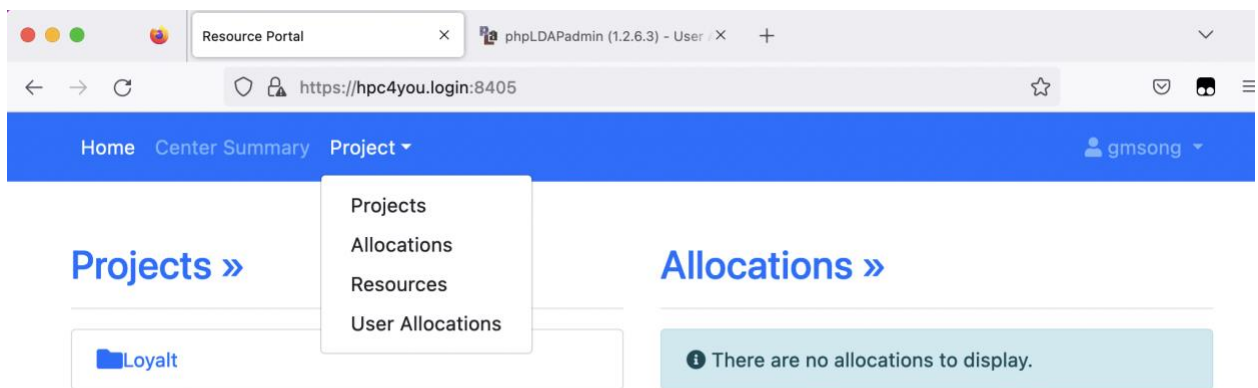 Resource Portal
phpLDAPadmin (1.2.6.3) - User
https://hpc4you.login:8405
Home Center Summary Project gmsong
Projects
Allocations
Resources
User Allocations
Projects »
Loyalt
Allocations »
There are no allocations to display.